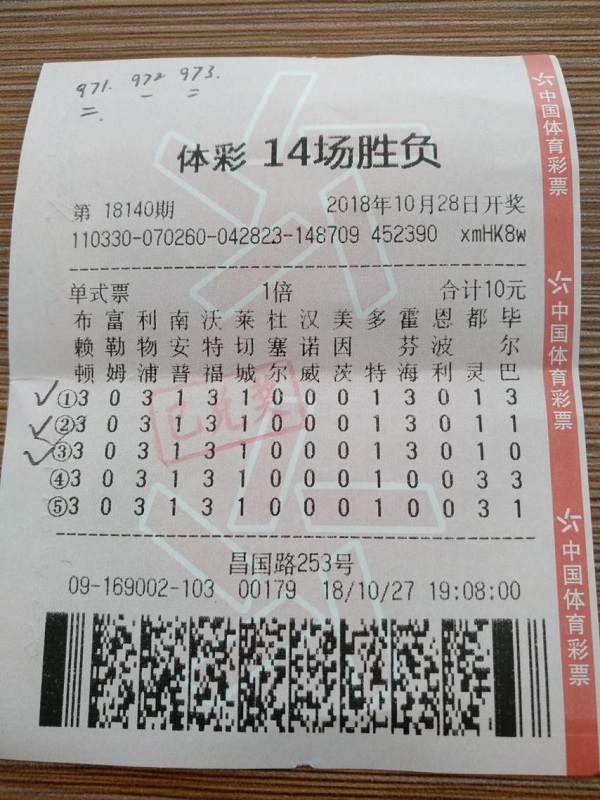 971. 972 973.
二. 一 二
体彩 14场胜负
第 18140期 2018年10月28日开奖
110330-070260-042823-148709 452390 xmHK8w
单式票 1倍 合计10元
布 富 利 南 沃 莱 杜 汉 美 多 霍 恩 都 毕
赖 勒 物 安 特 切 塞 诺 因 芬 波 尔
顿 姆 浦 普 福 城 尔 威 茨 特 海 利 灵 巴
①3 0 3 1 3 1 0 0 0 1 3 0 1 3
②3 0 3 1 3 1 0 0 0 1 3 0 1 1
③3 0 3 1 3 1 0 0 0 1 3 0 1 0
④3 0 3 1 3 1 0 0 0 1 0 0 3 3
⑤3 0 3 1 3 1 0 0 0 1 0 0 3 1
已兑奖
昌国路253号
09-169002-103 00179 18/10/27 19:08:00
中国体育彩票
中国体育彩票
中国体育彩票